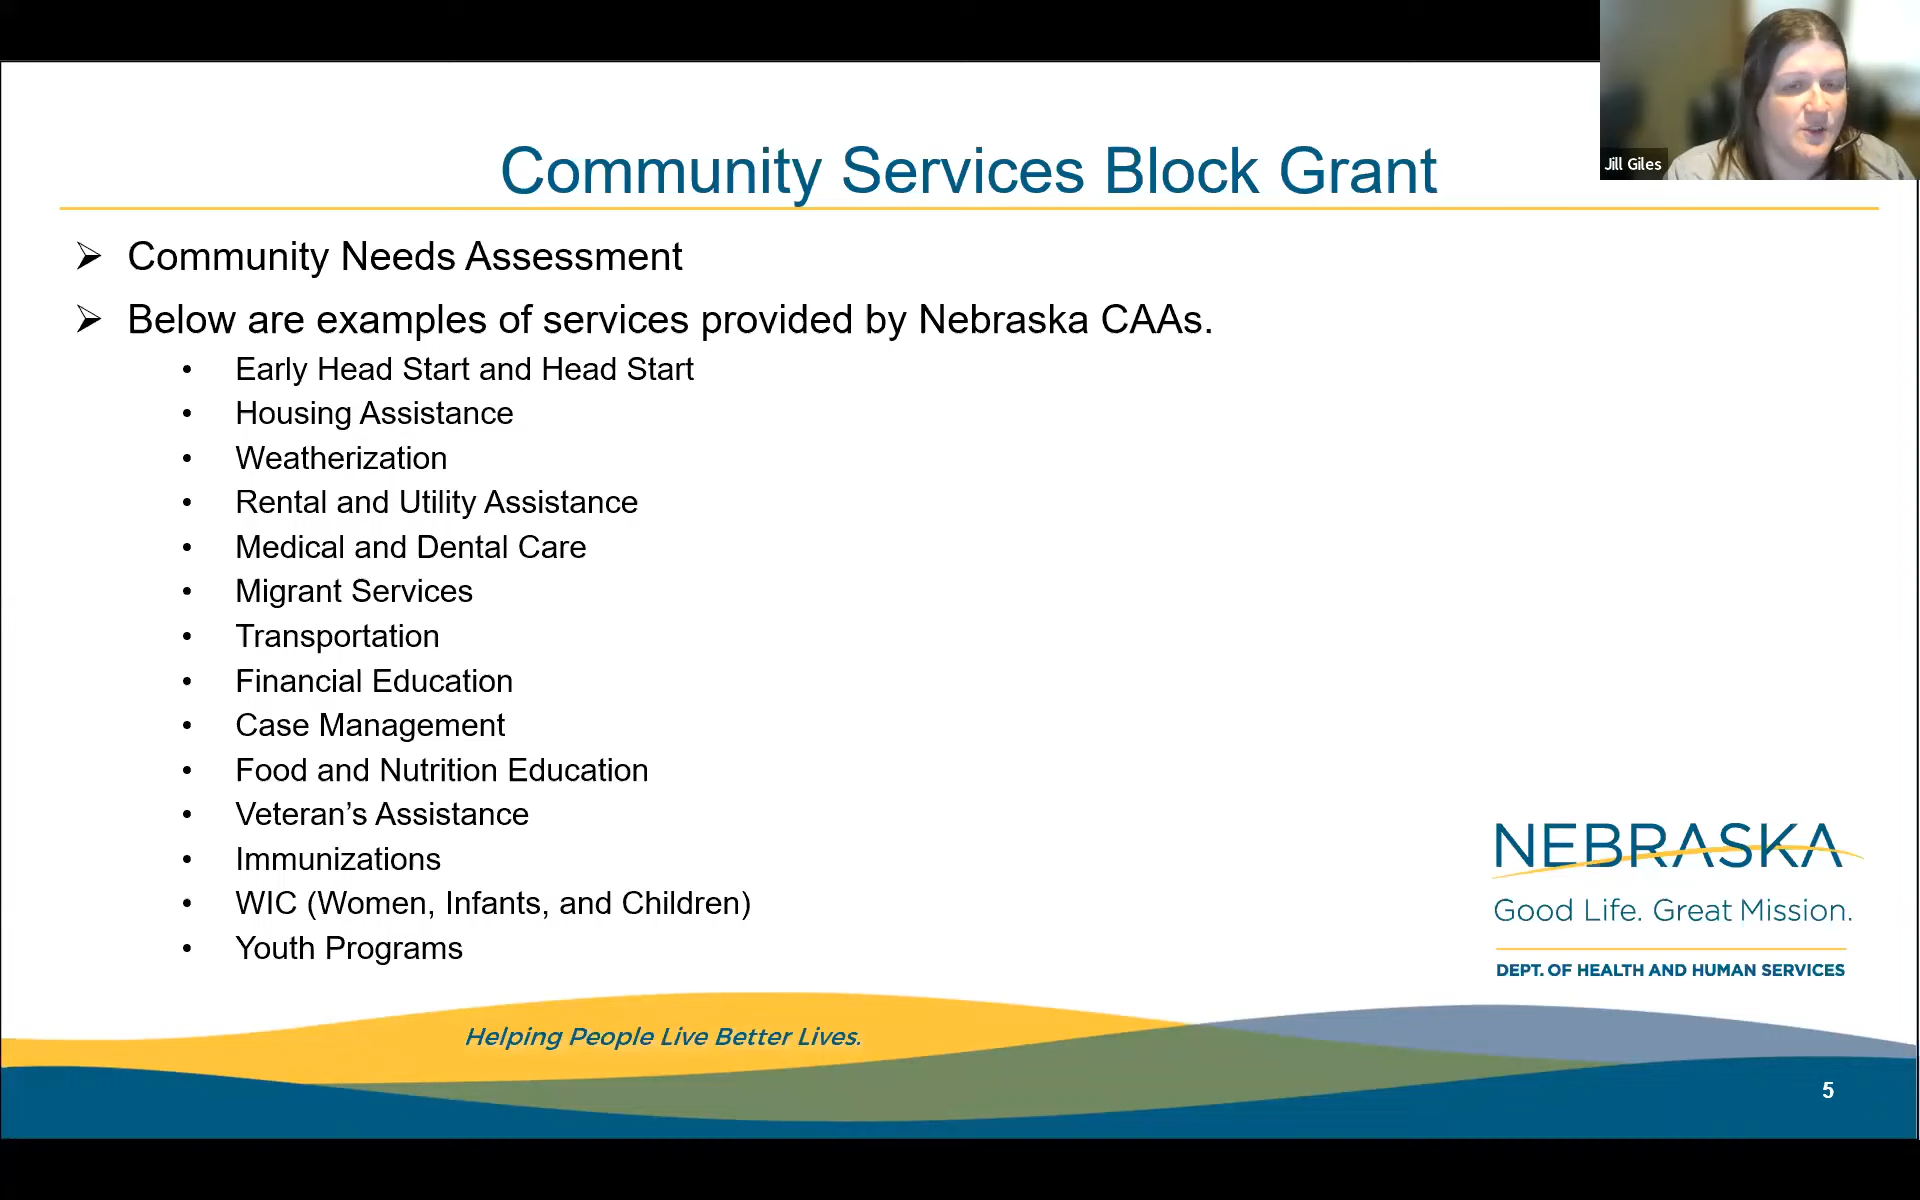 Jill Giles
Community Services Block Grant
➢ Community Needs Assessment
➢ Below are examples of services provided by Nebraska CAAs.
• Early Head Start and Head Start
• Housing Assistance
• Weatherization
• Rental and Utility Assistance
• Medical and Dental Care
• Migrant Services
• Transportation
• Financial Education
• Case Management
• Food and Nutrition Education
• Veteran’s Assistance
• Immunizations
• WIC (Women, Infants, and Children)
• Youth Programs
NEBRASKA
Good Life. Great Mission.
DEPT. OF HEALTH AND HUMAN SERVICES
Helping People Live Better Lives.
5